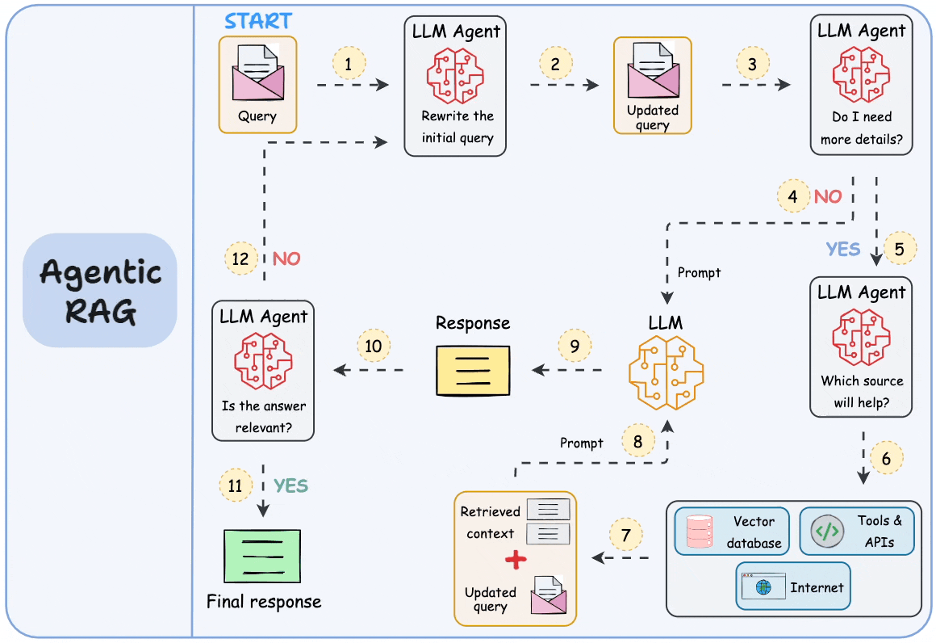 START
Query
1
LLM Agent
Rewrite the
initial query
2
Updated
query
3
LLM Agent
Do I need
more details?
4
NO
Prompt
YES
5
LLM Agent
Which source
will help?
6
Vector
database
Tools &
APIs
Internet
7
Retrieved
context
Updated
query
Prompt
8
LLM
9
Response
10
LLM Agent
Is the answer
relevant?
11
YES
Final response
12
NO
Agentic
RAG